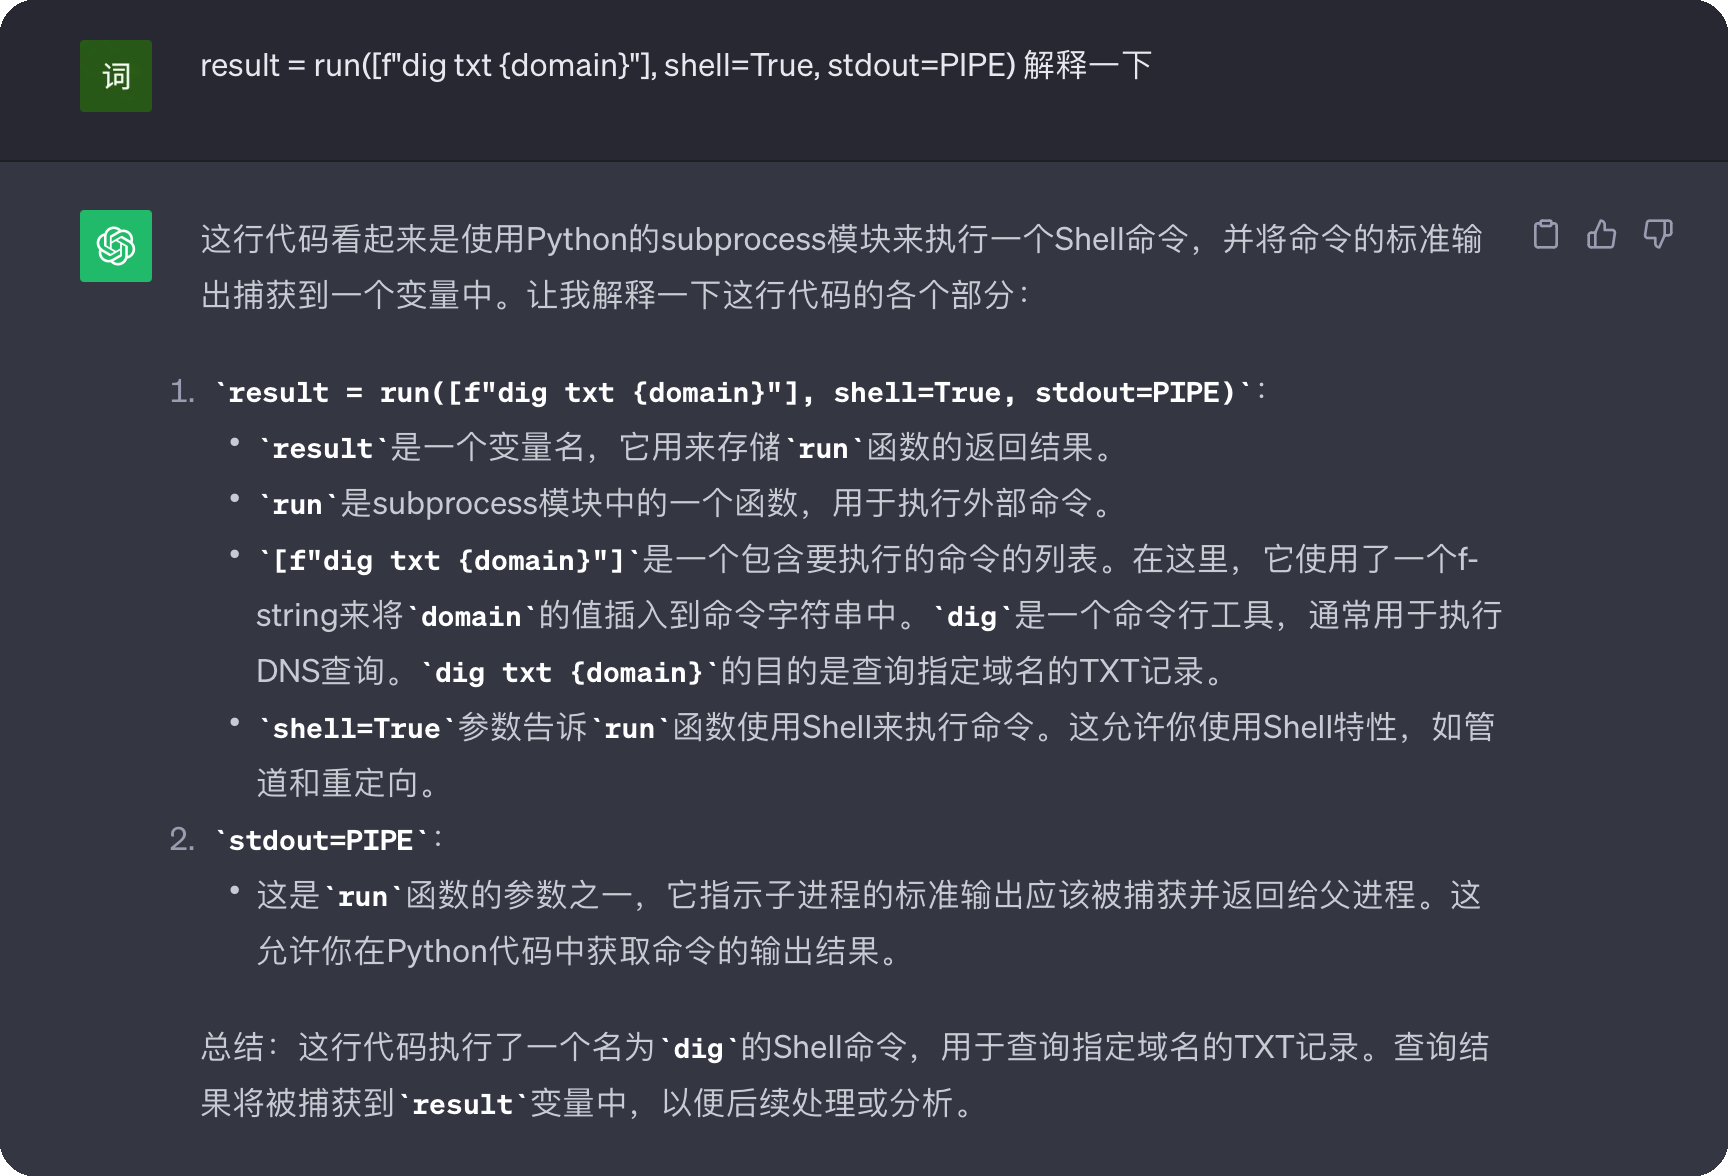 词
result = run([f"dig txt {domain}"], shell=True, stdout=PIPE) 解释一下
这行代码看起来是使用Python的subprocess模块来执行一个Shell命令，并将命令的标准输
出捕获到一个变量中。让我解释一下这行代码的各个部分：
1. `result = run([f"dig txt {domain}"], shell=True, stdout=PIPE)`：
• `result`是一个变量名，它用来存储`run`函数的返回结果。
• `run`是subprocess模块中的一个函数，用于执行外部命令。
• `[f"dig txt {domain}"]`是一个包含要执行的命令的列表。在这里，它使用了一个f-
string来将`domain`的值插入到命令字符串中。`dig`是一个命令行工具，通常用于执行
DNS查询。`dig txt {domain}`的目的是查询指定域名的TXT记录。
• `shell=True`参数告诉`run`函数使用Shell来执行命令。这允许你使用Shell特性，如管
道和重定向。
2. `stdout=PIPE`：
• 这是`run`函数的参数之一，它指示子进程的标准输出应该被捕获并返回给父进程。这
允许你在Python代码中获取命令的输出结果。
总结：这行代码执行了一个名为`dig`的Shell命令，用于查询指定域名的TXT记录。查询结
果将被捕获到`result`变量中，以便后续处理或分析。